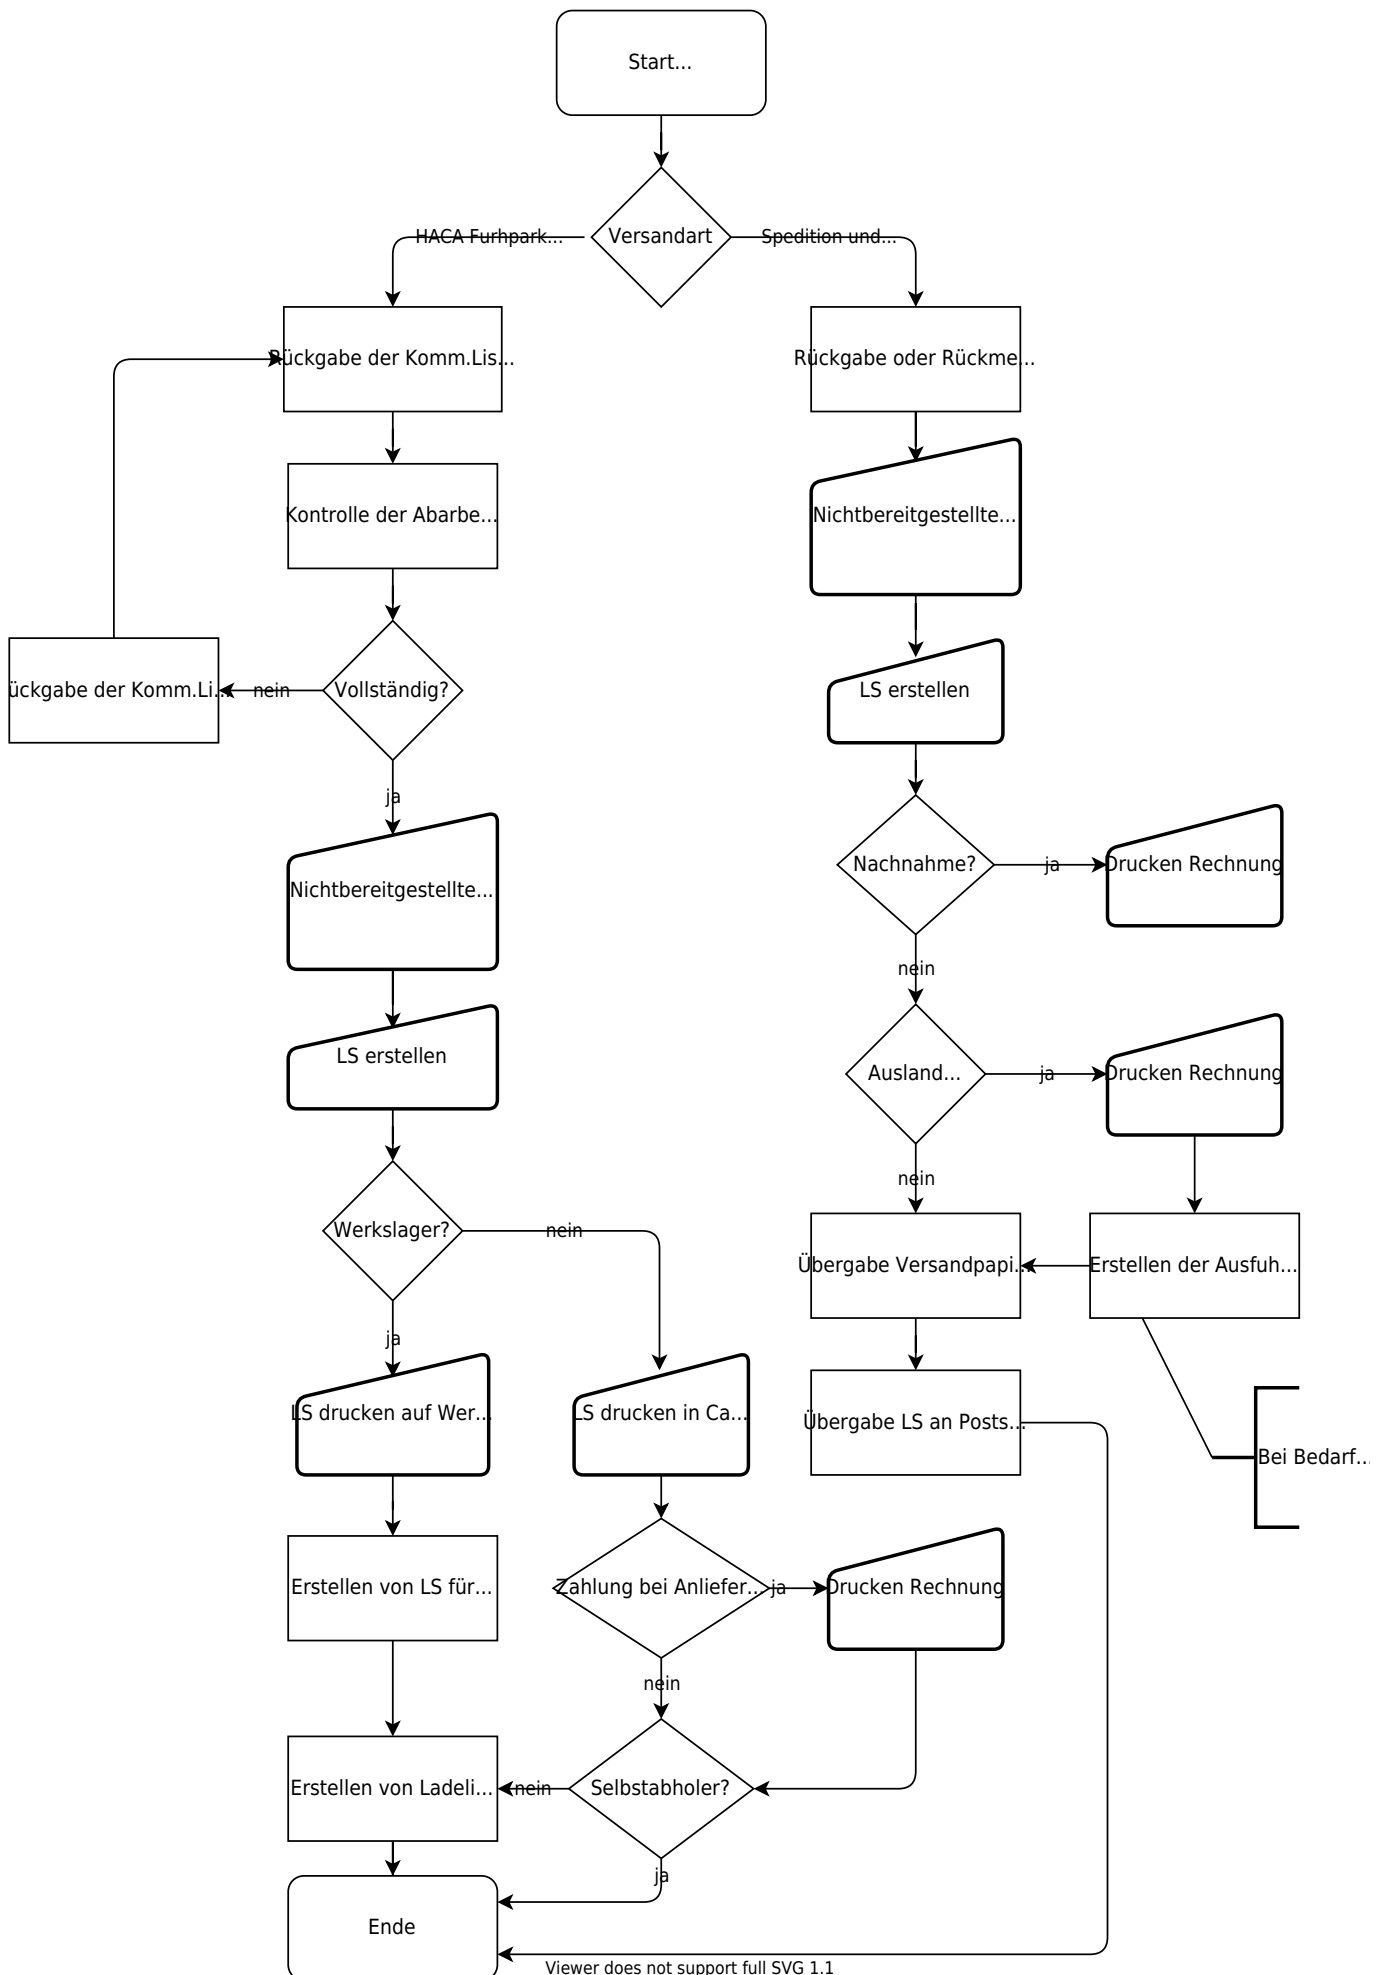 Start...
Versandart
HACA Furhpark...
Spedition und...
Rückgabe der Komm.Lis...
Rückgabe oder Rückme...
Kontrolle der Abarbe...
Nichtbereitgestellte...
Vollständig?
nein
ückgabe der Komm.Li...
LS erstellen
ja
Nichtbereitgestellte...
Nachnahme?
ja
Drucken Rechnung
nein
LS erstellen
Ausland...
ja
Drucken Rechnung
nein
Werkslager?
nein
Übergabe Versandpapi...
Erstellen der Ausfuh...
ja
LS drucken auf Wer...
LS drucken in Ca...
Übergabe LS an Posts...
Bei Bedarf...
Erstellen von LS für...
Zahlung bei Anliefer...
ja
Drucken Rechnung
nein
Erstellen von Ladeli...
nein
Selbstabholer?
ja
Ende
Viewer does not support full SVG 1.1